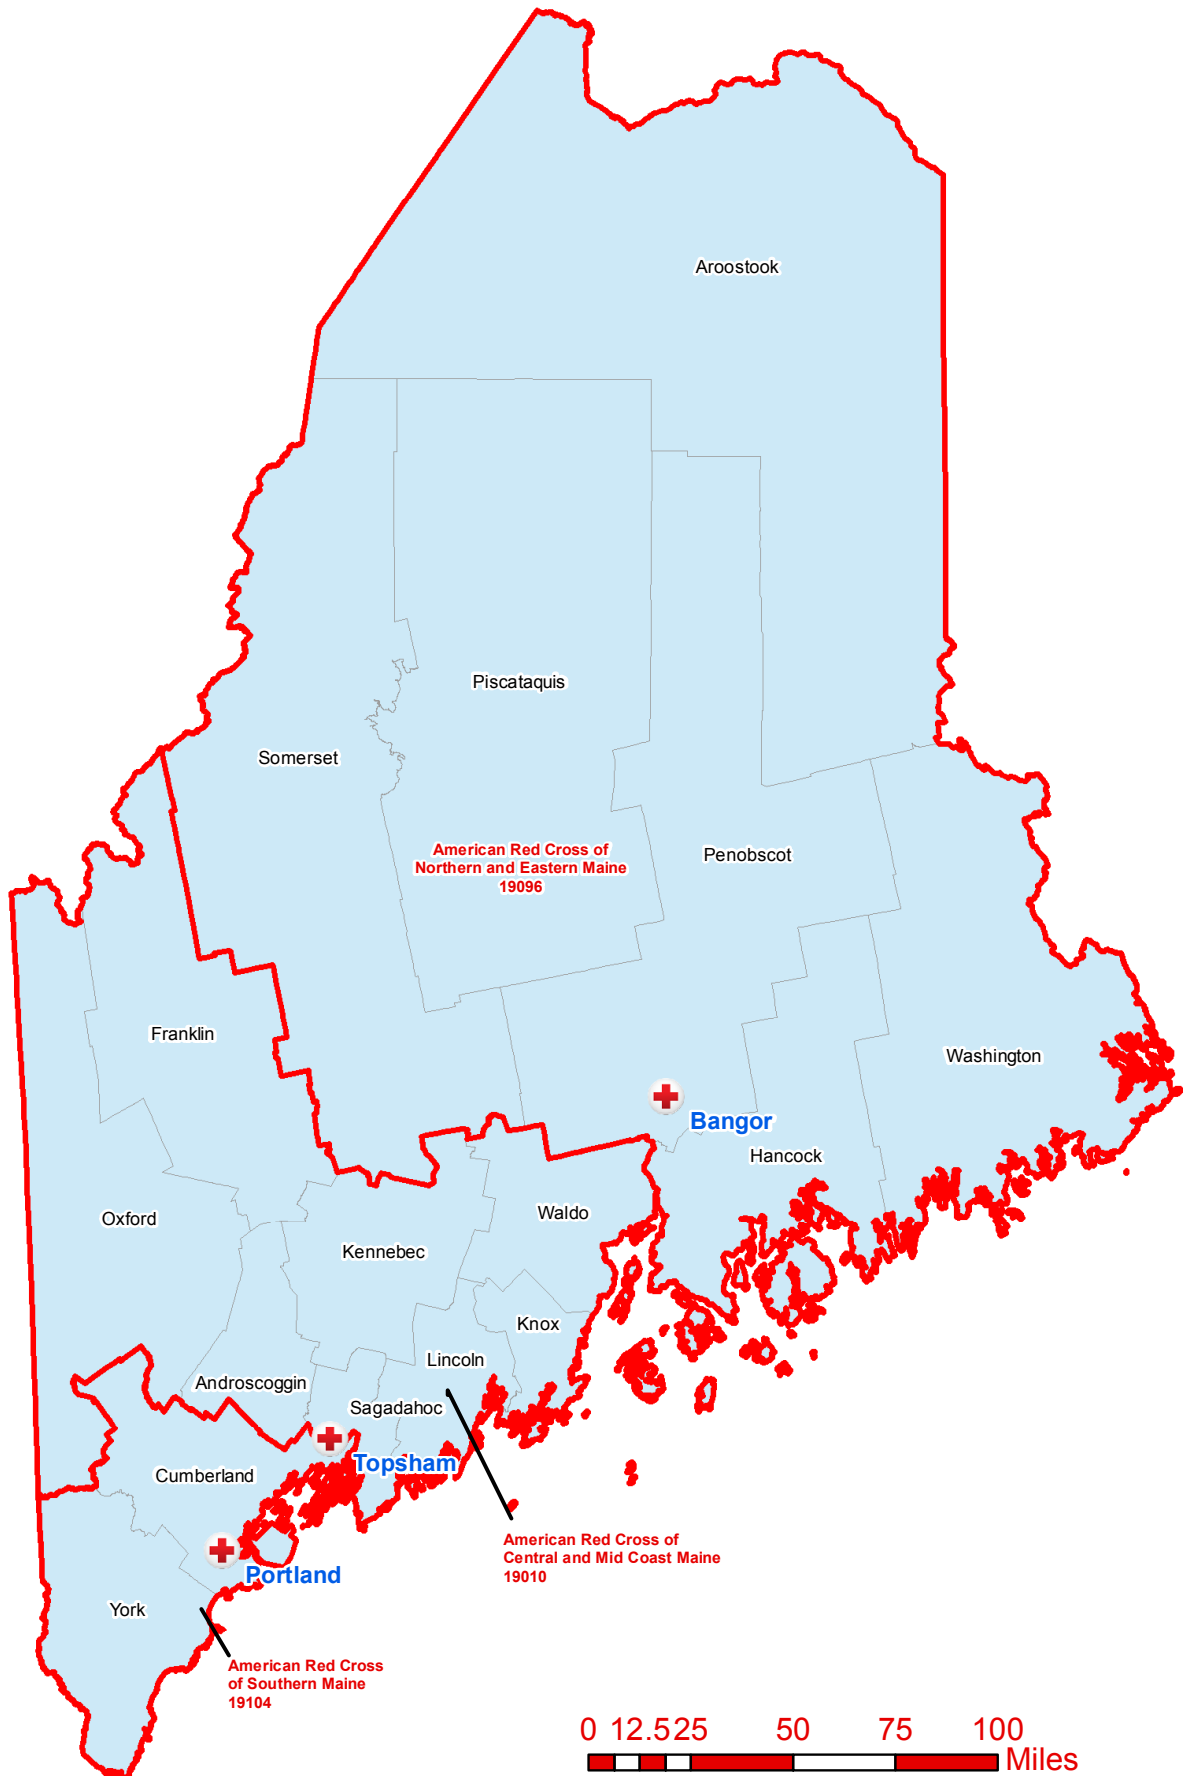 Aroostook
Piscataquis
Somerset
American Red Cross of
Northern and Eastern Maine
19096
Penobscot
Franklin
Washington
Bangor
Hancock
Oxford
Waldo
Kennebec
Knox
Lincoln
Androscoggin
Sagadahoc
Topsham
Cumberland
American Red Cross of
Central and Mid Coast Maine
19010
Portland
York
American Red Cross
of Southern Maine
19104
0 12.5 25 50 75 100
Miles